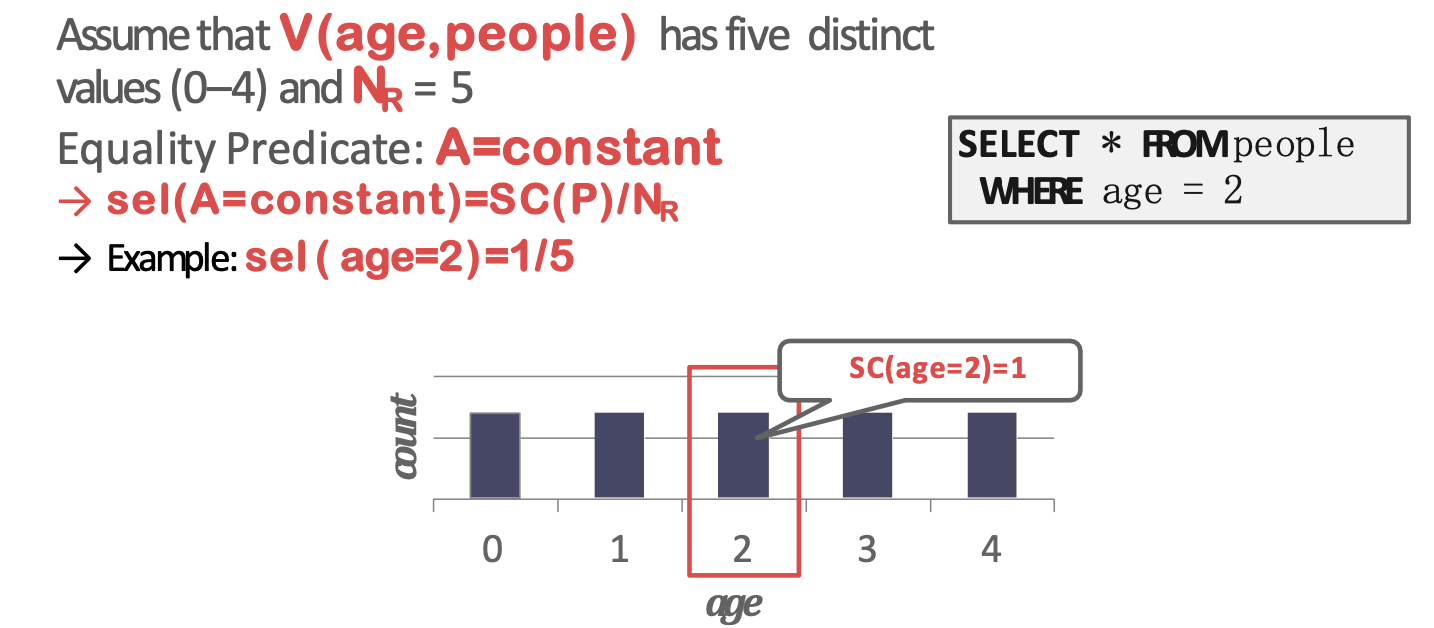 Assume that V(age,people) has five distinct
values (0–4) and NR = 5
Equality Predicate: A=constant
→ sel(A=constant)=SC(P)/NR
→ Example: sel( age=2)=1/5
SELECT * FROM people
WHERE age = 2
SC(age=2)=1
count
0 1 2 3 4
age